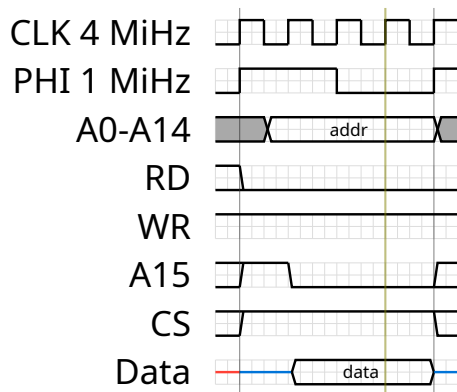 CLK 4 MiHz
PHI 1 MiHz
A0-A14 addr
RD
WR
A15
CS
Data data